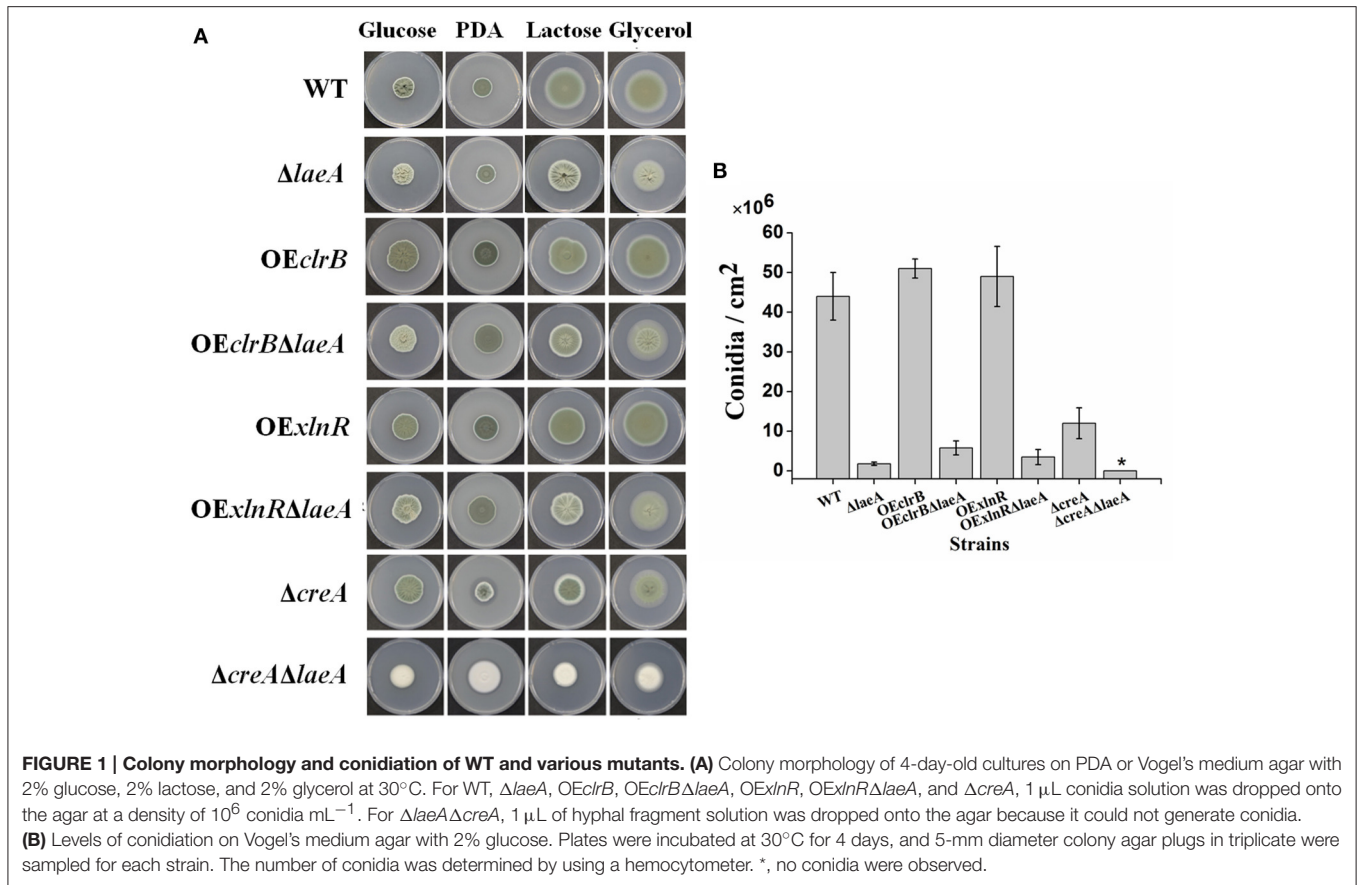 A
Glucose PDA Lactose Glycerol
WT
ΔlaeA
OEclrB
OEclrBΔlaeA
OExlnR
OExlnRΔlaeA
ΔcreA
ΔcreAΔlaeA
B
×10⁶
Conidia / cm²
60
50
40
30
20
10
0
*
WT
ΔlaeA
OEclrB
OEclrBΔlaeA
OExlnR
OExlnRΔlaeA
ΔcreA
ΔcreAΔlaeA
Strains
FIGURE 1 | Colony morphology and conidiation of WT and various mutants. (A) Colony morphology of 4-day-old cultures on PDA or Vogel's medium agar with
2% glucose, 2% lactose, and 2% glycerol at 30°C. For WT, ΔlaeA, OEclrB, OEclrBΔlaeA, OExlnR, OExlnRΔlaeA, and ΔcreA, 1 μL conidia solution was dropped onto
the agar at a density of 10⁶ conidia mL⁻¹. For ΔlaeAΔcreA, 1 μL of hyphal fragment solution was dropped onto the agar because it could not generate conidia.
(B) Levels of conidiation on Vogel's medium agar with 2% glucose. Plates were incubated at 30°C for 4 days, and 5-mm diameter colony agar plugs in triplicate were
sampled for each strain. The number of conidia was determined by using a hemocytometer. *, no conidia were observed.